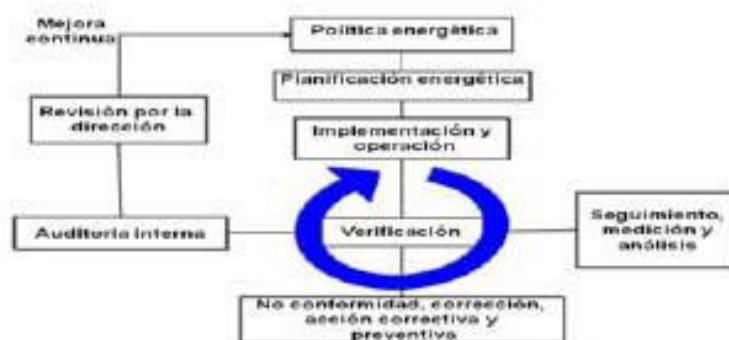 Mejora
continua
Política energética
Planificación energética
Revisión por la
dirección
Implementación y
operación
Auditoría interna
Verificación
Seguimiento,
medición y
análisis
No conformidad, corrección,
acción correctiva y
preventiva